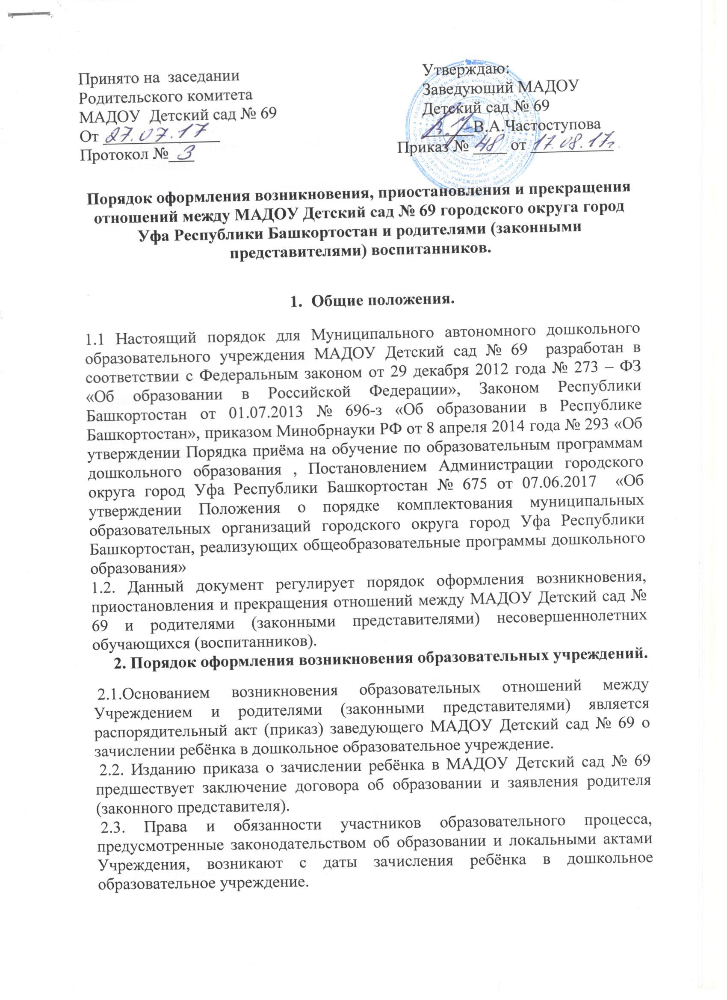 Принято на заседании
Родительского комитета
МАДОУ Детский сад № 69
От 27.07.17
Протокол № 3
Утверждаю:
Заведующий МАДОУ
Детский сад № 69
В.А.Частоступова
Приказ № 48 от 17.08.17г.
Порядок оформления возникновения, приостановления и прекращения
отношений между МАДОУ Детский сад № 69 городского округа город
Уфа Республики Башкортостан и родителями (законными
представителями) воспитанников.
1. Общие положения.
1.1 Настоящий порядок для Муниципального автономного дошкольного
образовательного учреждения МАДОУ Детский сад № 69 разработан в
соответствии с Федеральным законом от 29 декабря 2012 года № 273 – ФЗ
«Об образовании в Российской Федерации», Законом Республики
Башкортостан от 01.07.2013 № 696-з «Об образовании в Республике
Башкортостан», приказом Минобрнауки РФ от 8 апреля 2014 года № 293 «Об
утверждении Порядка приёма на обучение по образовательным программам
дошкольного образования , Постановлением Администрации городского
округа город Уфа Республики Башкортостан № 675 от 07.06.2017 «Об
утверждении Положения о порядке комплектования муниципальных
образовательных организаций городского округа город Уфа Республики
Башкортостан, реализующих общеобразовательные программы дошкольного
образования»
1.2. Данный документ регулирует порядок оформления возникновения,
приостановления и прекращения отношений между МАДОУ Детский сад №
69 и родителями (законными представителями) несовершеннолетних
обучающихся (воспитанников).
2. Порядок оформления возникновения образовательных учреждений.
2.1.Основанием возникновения образовательных отношений между
Учреждением и родителями (законными представителями) является
распорядительный акт (приказ) заведующего МАДОУ Детский сад № 69 о
зачислении ребёнка в дошкольное образовательное учреждение.
2.2. Изданию приказа о зачислении ребёнка в МАДОУ Детский сад № 69
предшествует заключение договора об образовании и заявления родителя
(законного представителя).
2.3. Права и обязанности участников образовательного процесса,
предусмотренные законодательством об образовании и локальными актами
Учреждения, возникают с даты зачисления ребёнка в дошкольное
образовательное учреждение.